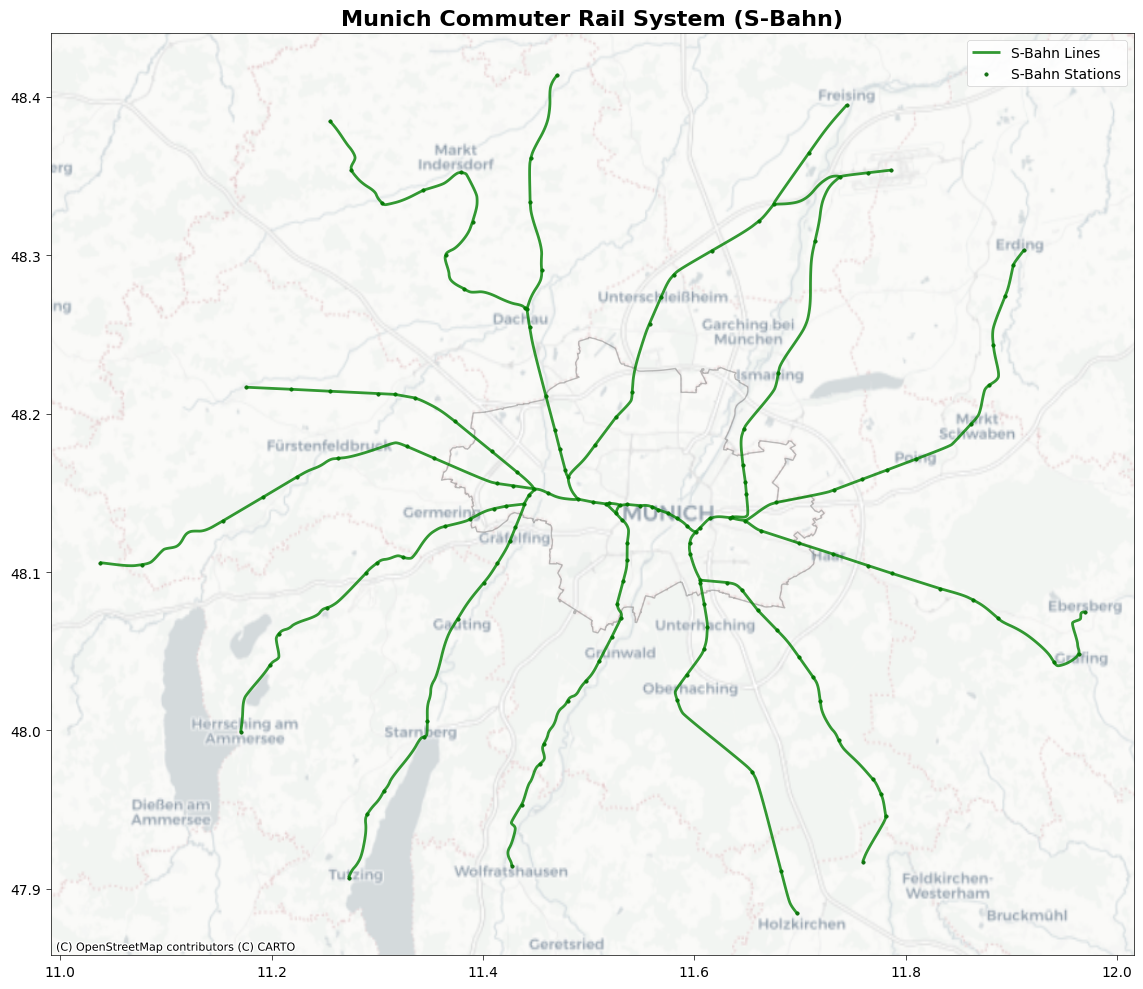 Munich Commuter Rail System (S-Bahn)
S-Bahn Lines
S-Bahn Stations
48.4
48.3
48.2
48.1
48.0
47.9
Freising
Markt
Indersdorf
erg
Erding
Unterschleißheim
ng
Dachau
Garching bei
München
Ismaning
Markt
Schwaben
Fürstenfeldbruck
Poing
Germering
MUNICH
Gräfelfing
Haar
Ebersberg
Gauting
Unterhaching
Grünwald
Grafing
Oberhaching
Herrsching am
Ammersee
Starnberg
Dießen am
Ammersee
Tutzing
Wolfratshausen
Feldkirchen-
Westerham
Bruckmühl
Holzkirchen
Geretsried
(C) OpenStreetMap contributors (C) CARTO
11.0
11.2
11.4
11.6
11.8
12.0